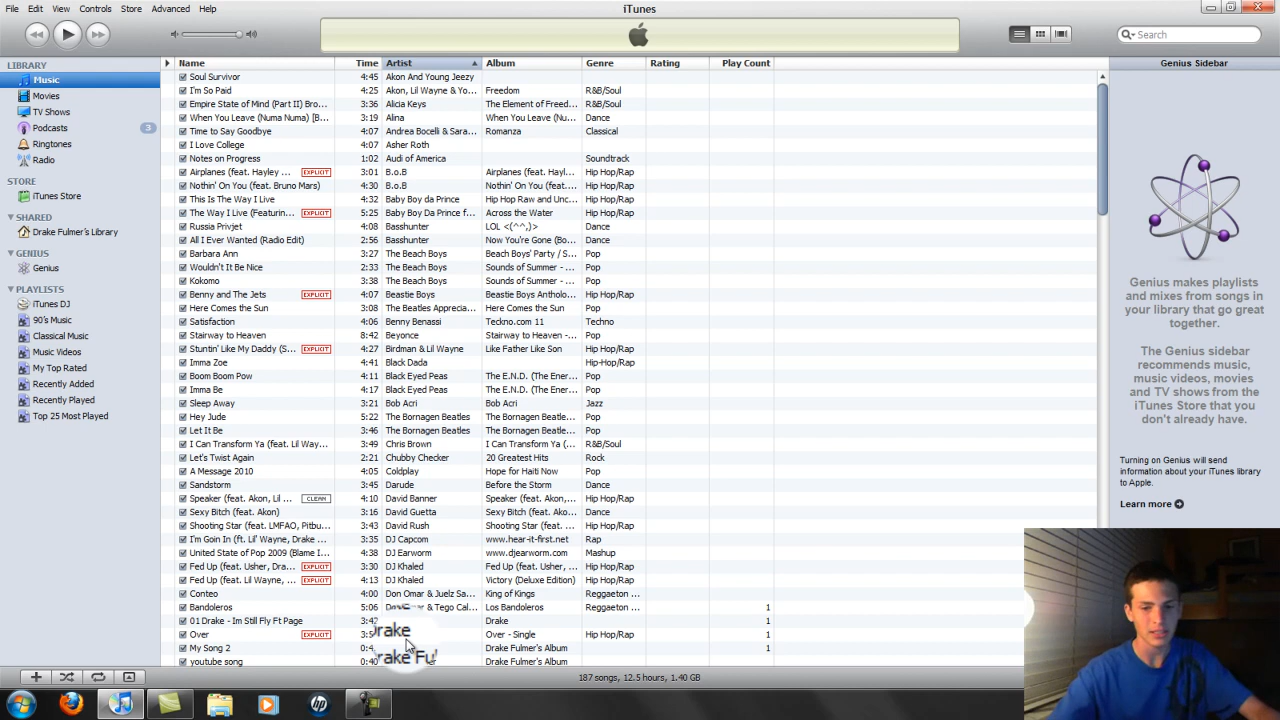 File Edit View Controls Store Advanced Help
iTunes
Search
LIBRARY
Music
Movies
TV Shows
Podcasts 3
Ringtones
Radio
STORE
iTunes Store
SHARED
Drake Fulmer's Library
GENIUS
Genius
PLAYLISTS
iTunes DJ
90's Music
Classical Music
Music Videos
My Top Rated
Recently Added
Recently Played
Top 25 Most Played
Name Time Artist Album Genre Rating Play Count
Soul Survivor 4:45 Akon And Young Jeezy
I'm So Paid 4:25 Akon, Lil Wayne & Yo... Freedom R&B/Soul
Empire State of Mind (Part II) Bro... 3:36 Alicia Keys The Element of Freed... R&B/Soul
When You Leave (Numa Numa) [B... 3:19 Alina When You Leave (Nu... Dance
Time to Say Goodbye 4:07 Andrea Bocelli & Sara... Romanza Classical
I Love College 4:07 Asher Roth
Notes on Progress 1:02 Audi of America Soundtrack
Airplanes (feat. Hayley ... EXPLICIT 3:01 B.o.B Airplanes (feat. Hayl... Hip Hop/Rap
Nothin' On You (feat. Bruno Mars) 4:30 B.o.B Nothin' On You (feat.... Hip Hop/Rap
This Is The Way I Live 4:32 Baby Boy da Prince Hip Hop Raw and Unc... Hip Hop/Rap
The Way I Live (Featurin... EXPLICIT 5:25 Baby Boy Da Prince f... Across the Water Hip Hop/Rap
Russia Privjet 4:08 Basshunter LOL <(^^,)> Dance
All I Ever Wanted (Radio Edit) 2:56 Basshunter Now You're Gone (Bo... Dance
Barbara Ann 3:27 The Beach Boys Beach Boys' Party / S... Pop
Wouldn't It Be Nice 2:33 The Beach Boys Sounds of Summer - ... Pop
Kokomo 3:38 The Beach Boys Sounds of Summer - ... Pop
Benny and The Jets EXPLICIT 4:07 Beastie Boys Beastie Boys Antholo... Hip Hop/Rap
Here Comes the Sun 3:08 The Beatles Apprecia... Here Comes the Sun Pop
Satisfaction 4:06 Benny Benassi Teckno.com 11 Techno
Stairway to Heaven 8:42 Beyonce Stairway to Heaven -... Pop
Stuntin' Like My Daddy (S... EXPLICIT 4:27 Birdman & Lil Wayne Like Father Like Son Hip Hop/Rap
Imma Zoe 4:41 Black Dada Hip-Hop/Rap
Boom Boom Pow 4:11 Black Eyed Peas The E.N.D. (The Ener... Pop
Imma Be 4:17 Black Eyed Peas The E.N.D. (The Ener... Pop
Sleep Away 3:21 Bob Acri Bob Acri Jazz
Hey Jude 5:22 The Bornagen Beatles The Bornagen Beatles Pop
Let It Be 3:46 The Bornagen Beatles The Bornagen Beatles Pop
I Can Transform Ya (feat. Lil Way... 3:49 Chris Brown I Can Transform Ya (f... R&B/Soul
Let's Twist Again 2:21 Chubby Checker 20 Greatest Hits Rock
A Message 2010 4:05 Coldplay Hope for Haiti Now Pop
Sandstorm 3:45 Darude Before the Storm Dance
Speaker (feat. Akon, Lil ... CLEAN 4:10 David Banner Speaker (feat. Akon,... Hip Hop/Rap
Sexy Bitch (feat. Akon) 3:15 David Guetta Sexy Bitch (feat. Ako... Dance
Shooting Star (feat. LMFAO, Pitbu... 3:43 David Rush Shooting Star (feat. ... Hip Hop/Rap
I'm Goin In (ft. Lil' Wayne, Drake ... 3:35 DJ Capcom www.hear-it-first.net Rap
United State of Pop 2009 (Blame I... 4:38 DJ Earworm www.djearworm.com Mashup
Fed Up (feat. Usher, Dra... EXPLICIT 3:30 DJ Khaled Fed Up (feat. Usher, ... Hip Hop/Rap
Fed Up (feat. Lil Wayne, ... EXPLICIT 4:13 DJ Khaled Victory (Deluxe Edition) Hip Hop/Rap
Conteo 4:00 Don Omar & Juelz Sa... King of Kings Reggaeton ...
Bandoleros 5:06 & Tego Cal... Los Bandoleros Reggaeton ... 1
01 Drake - Im Still Fly Ft Page Drake 1
Over EXPLICIT Over - Single Hip Hop/Rap 1
My Song 2 Drake Fulmer's Album 1
youtube song 0:40 Drake Fulmer's Album
187 songs, 12.5 hours, 1.40 GB
Genius Sidebar
Genius makes playlists
and mixes from songs in
your library that go great
together.
The Genius sidebar
recommends music,
music videos, movies
and TV shows from the
iTunes Store that you
don't already have.
Turning on Genius will send
information about your iTunes library
to Apple.
Learn more
hp